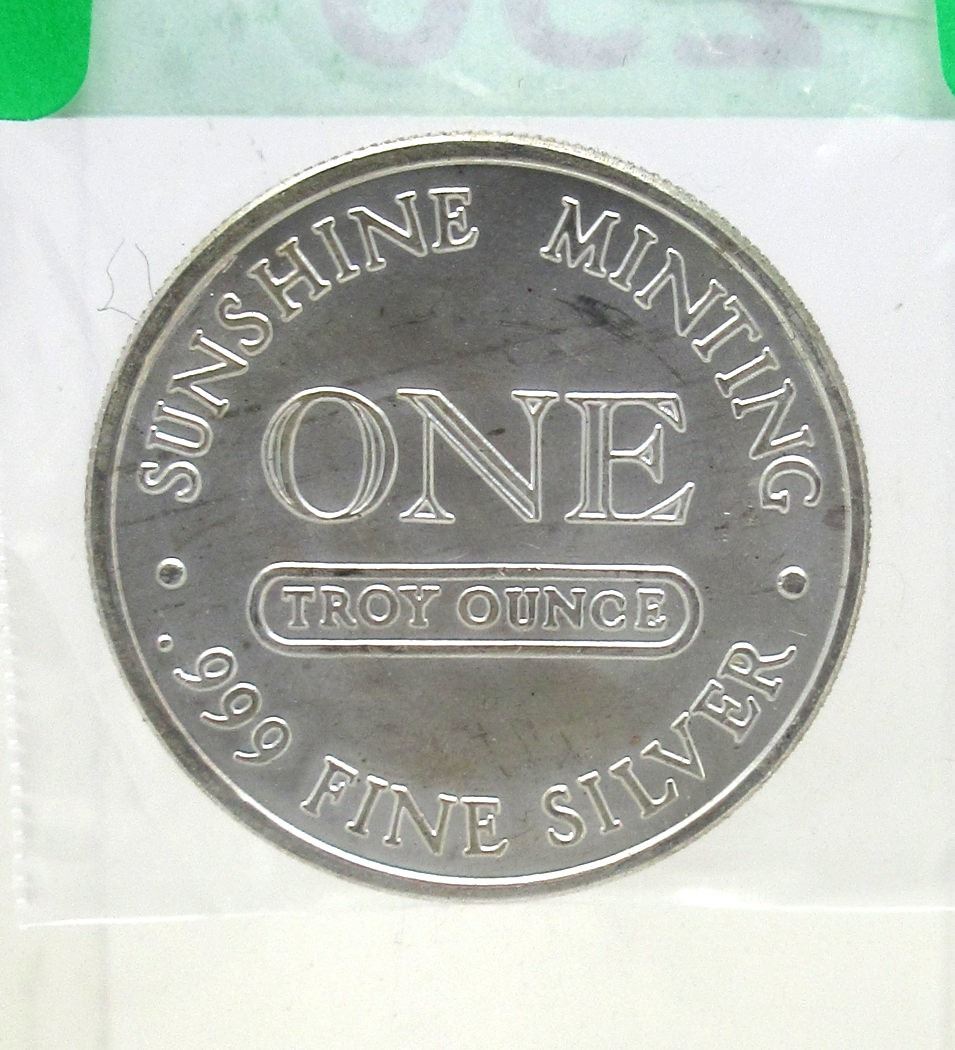 SUNSHINE MINTING
ONE
TROY OUNCE
.999 FINE SILVER